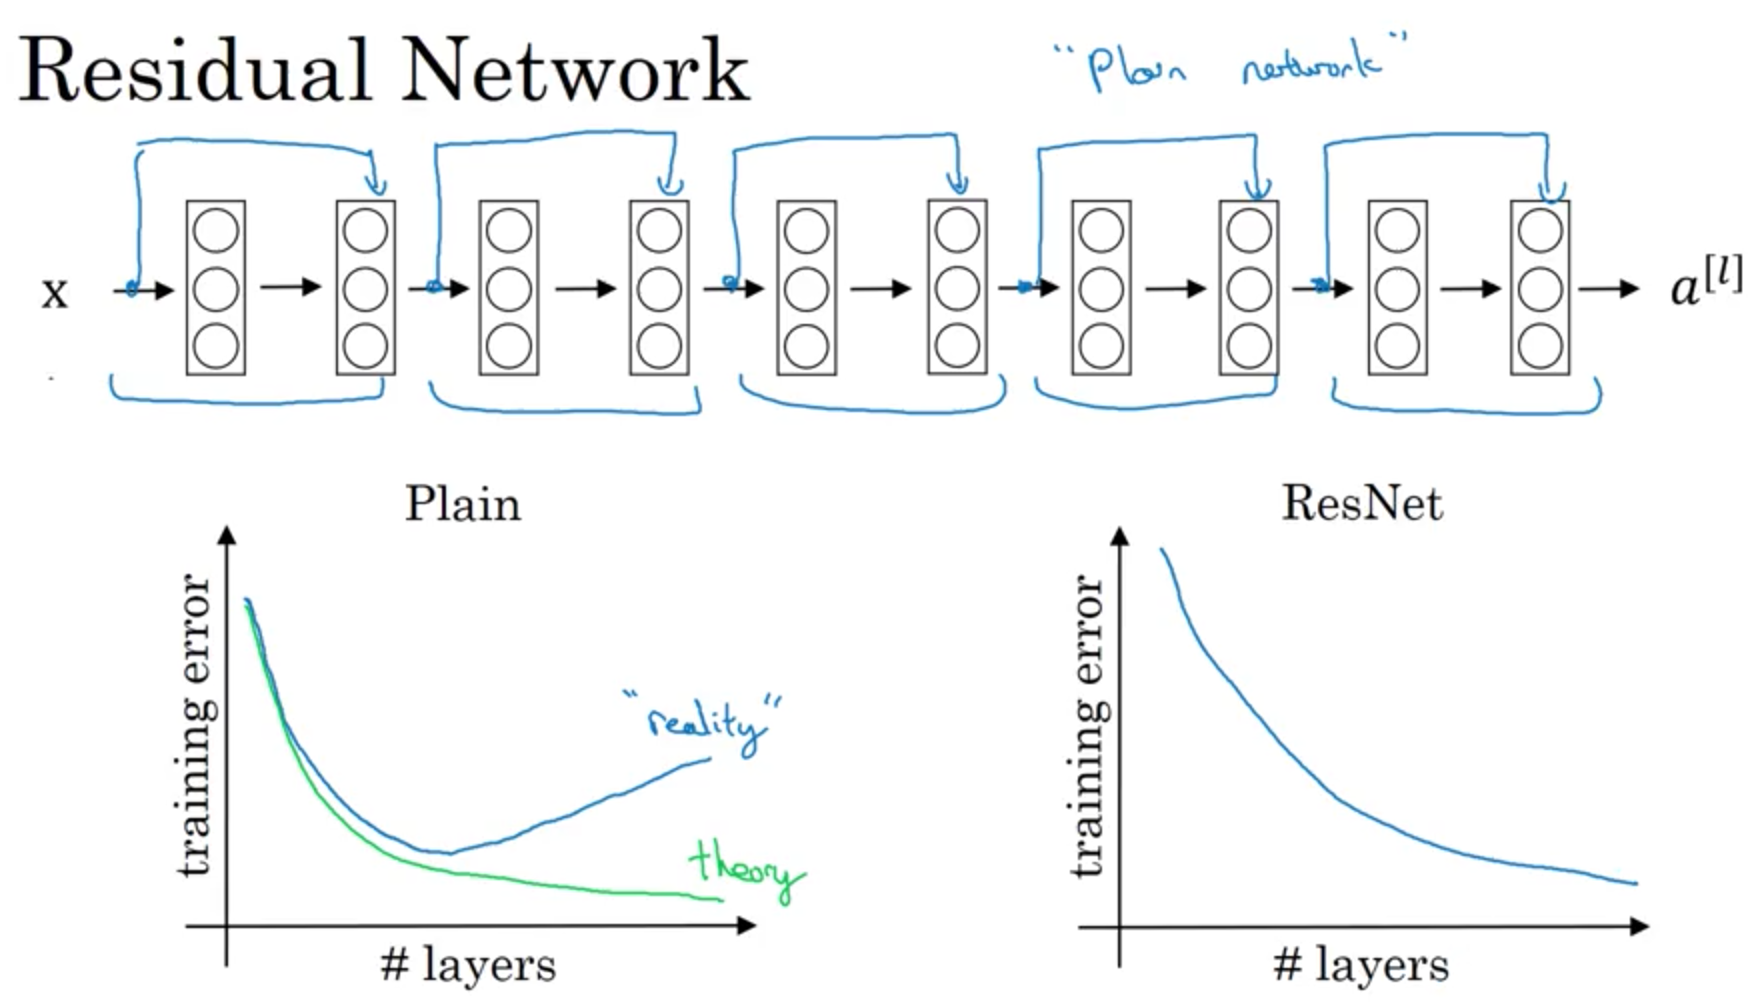 Residual Network
"Plain network"
x
a[l]
Plain
ResNet
training error
"reality"
theory
# layers
training error
# layers